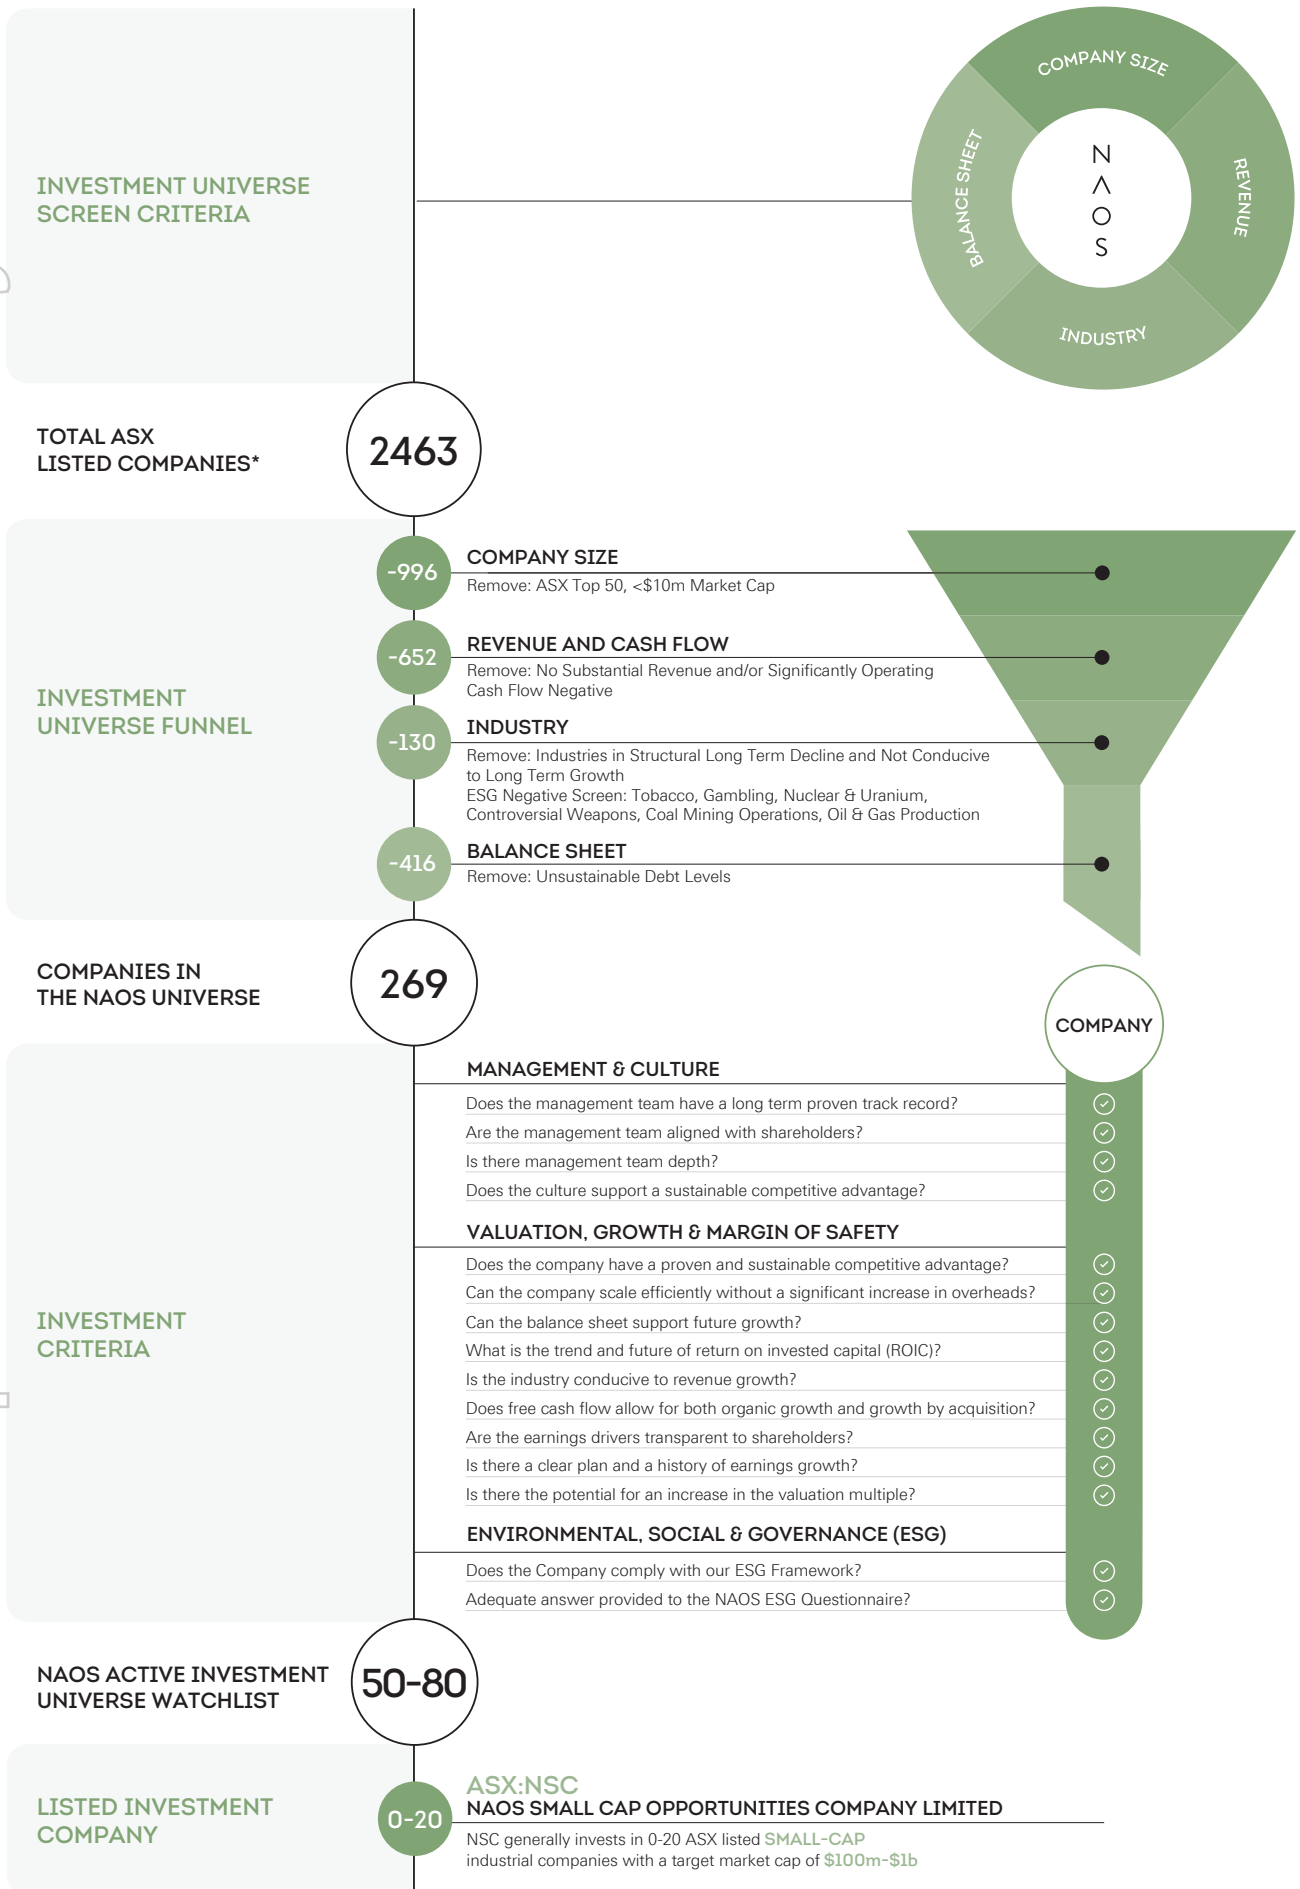 INVESTMENT UNIVERSE
SCREEN CRITERIA
COMPANY SIZE
REVENUE
INDUSTRY
BALANCE SHEET
NAOS
TOTAL ASX
LISTED COMPANIES*
2463
INVESTMENT
UNIVERSE FUNNEL
-996
COMPANY SIZE
Remove: ASX Top 50, <$10m Market Cap
-652
REVENUE AND CASH FLOW
Remove: No Substantial Revenue and/or Significantly Operating
Cash Flow Negative
-130
INDUSTRY
Remove: Industries in Structural Long Term Decline and Not Conducive
to Long Term Growth
ESG Negative Screen: Tobacco, Gambling, Nuclear & Uranium,
Controversial Weapons, Coal Mining Operations, Oil & Gas Production
-416
BALANCE SHEET
Remove: Unsustainable Debt Levels
COMPANIES IN
THE NAOS UNIVERSE
269
COMPANY
INVESTMENT
CRITERIA
MANAGEMENT & CULTURE
Does the management team have a long term proven track record?
Are the management team aligned with shareholders?
Is there management team depth?
Does the culture support a sustainable competitive advantage?
VALUATION, GROWTH & MARGIN OF SAFETY
Does the company have a proven and sustainable competitive advantage?
Can the company scale efficiently without a significant increase in overheads?
Can the balance sheet support future growth?
What is the trend and future of return on invested capital (ROIC)?
Is the industry conducive to revenue growth?
Does free cash flow allow for both organic growth and growth by acquisition?
Are the earnings drivers transparent to shareholders?
Is there a clear plan and a history of earnings growth?
Is there the potential for an increase in the valuation multiple?
ENVIRONMENTAL, SOCIAL & GOVERNANCE (ESG)
Does the Company comply with our ESG Framework?
Adequate answer provided to the NAOS ESG Questionnaire?
NAOS ACTIVE INVESTMENT
UNIVERSE WATCHLIST
50-80
LISTED INVESTMENT
COMPANY
0-20
ASX:NSC
NAOS SMALL CAP OPPORTUNITIES COMPANY LIMITED
NSC generally invests in 0-20 ASX listed SMALL-CAP
industrial companies with a target market cap of $100m-$1b